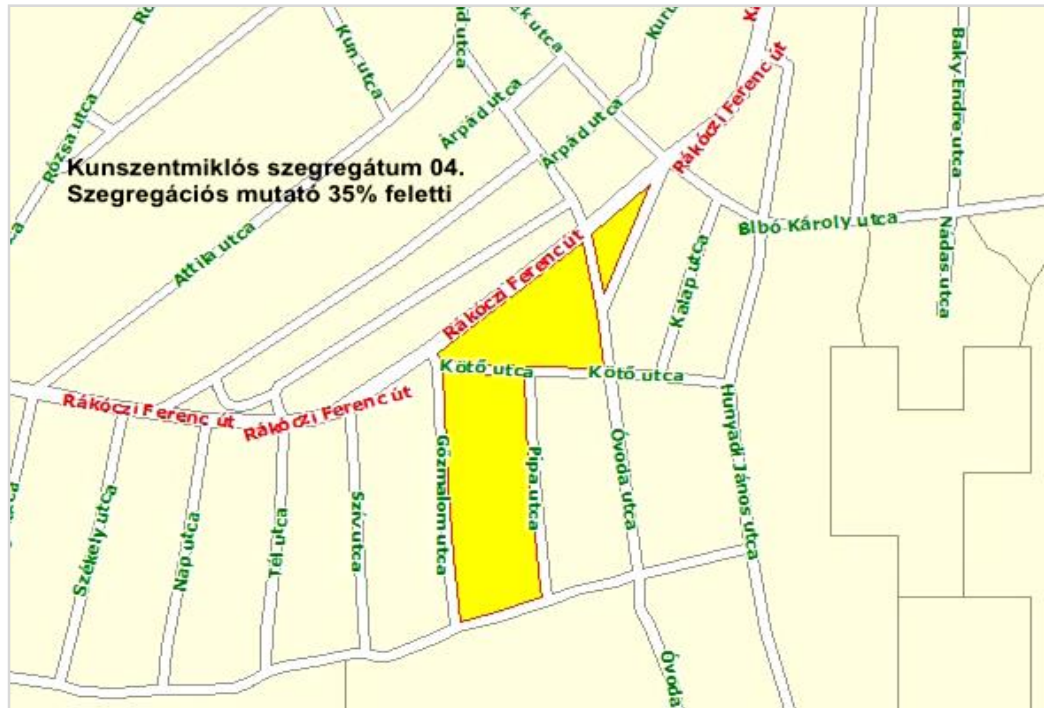 Kunszentmiklós szegregátum 04.
Szegregációs mutató 35% feletti
Rózsa utca
Kun utca
Árpád utca
Árpád utca
Attila utca
Rákóczi Ferenc út
Rákóczi Ferenc út
Rákóczi Ferenc út
Rákóczi Ferenc út
Baky Endre utca
Bibó Károly utca
Nádas utca
Kalap utca
Kötő utca
Kötő utca
Hunyadi János utca
Óvoda utca
Pipa utca
Gőzmalom utca
Szív utca
Tél utca
Nap utca
Székely utca
Óvoda